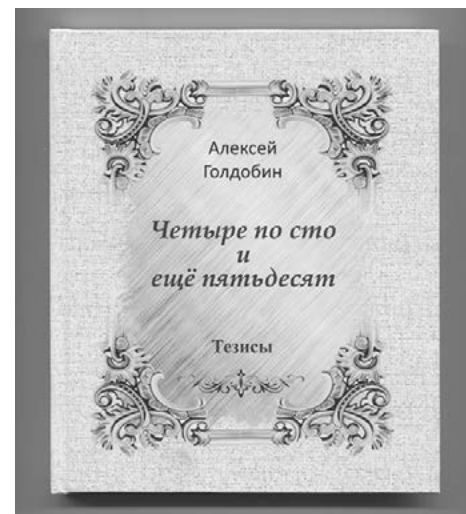 Алексей
Голдобин
Четыре по сто
и
ещё пятьдесят
Тезисы